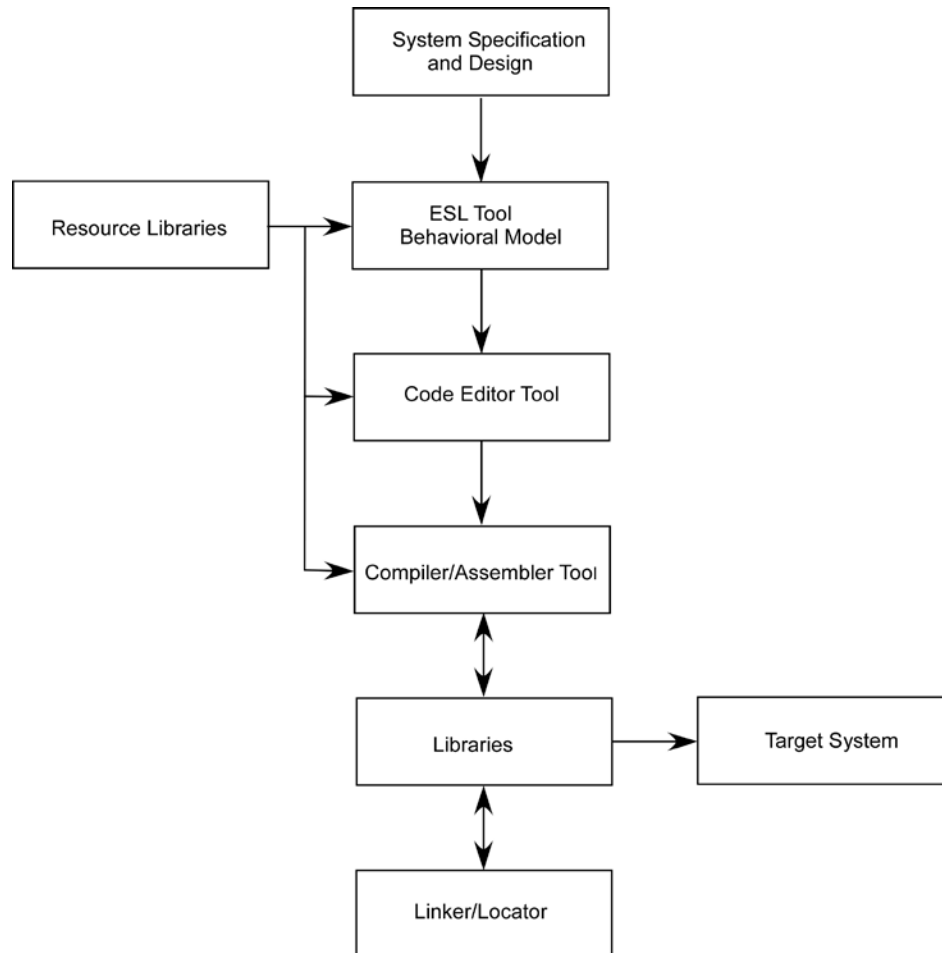 System Specification
and Design
Resource Libraries
ESL Tool
Behavioral Model
Code Editor Tool
Compiler/Assembler Tool
Libraries
Target System
Linker/Locator